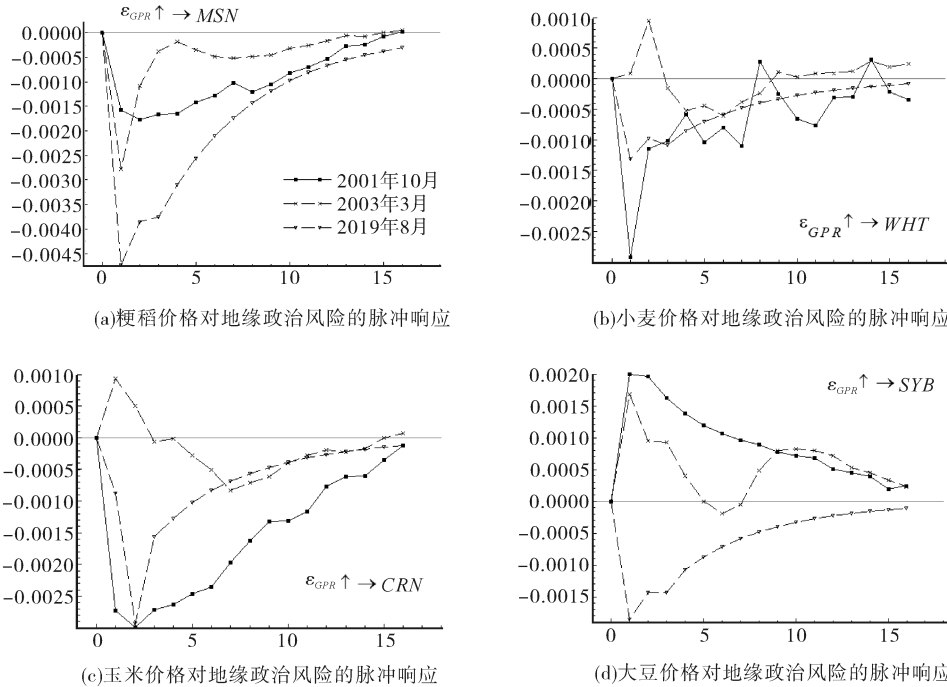 ε_GPR↑→MSN
0.0000
-0.0005
-0.0010
-0.0015
-0.0020
-0.0025
-0.0030
-0.0035
-0.0040
-0.0045
2001年10月
2003年3月
2019年8月
0 5 10 15
(a)粳稻价格对地缘政治风险的脉冲响应
0.0010
0.0005
0.0000
-0.0005
-0.0010
-0.0015
-0.0020
-0.0025
ε_GPR↑→WHT
0 5 10 15
(b)小麦价格对地缘政治风险的脉冲响应
0.0010
0.0005
0.0000
-0.0005
-0.0010
-0.0015
-0.0020
-0.0025
ε_GPR↑→CRN
0 5 10 15
(c)玉米价格对地缘政治风险的脉冲响应
0.0020
0.0015
0.0010
0.0005
0.0000
-0.0005
-0.0010
-0.0015
ε_GPR↑→SYB
0 5 10 15
(d)大豆价格对地缘政治风险的脉冲响应